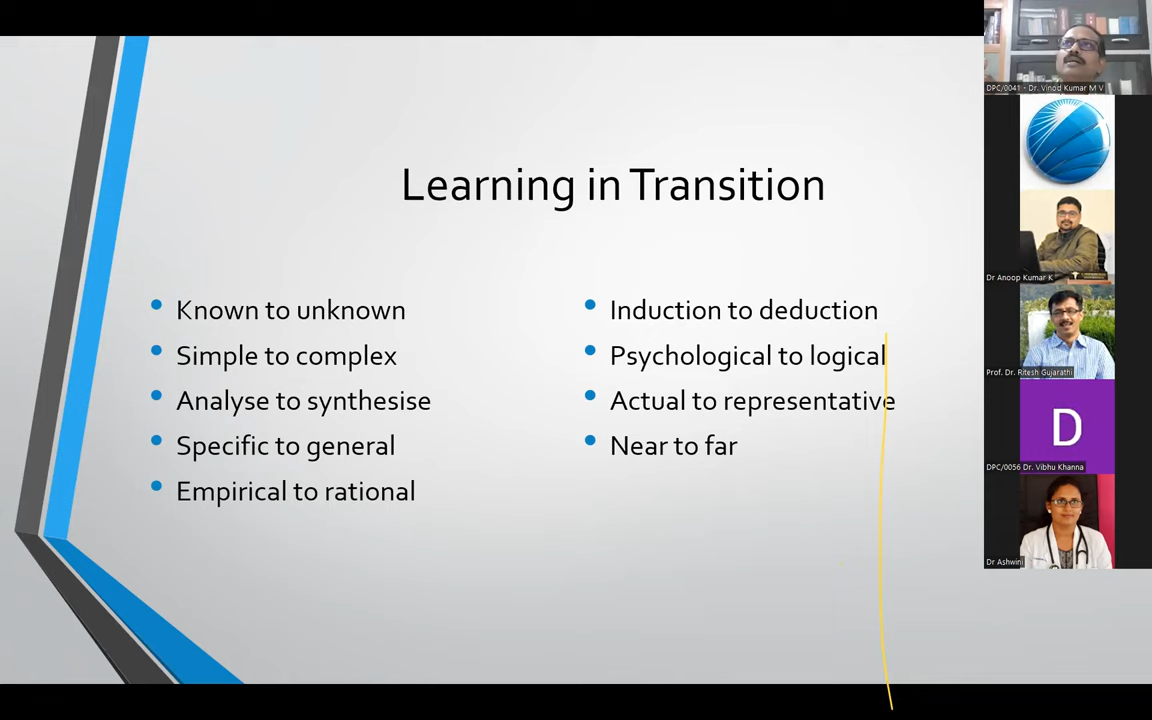 Learning in Transition
Known to unknown
Simple to complex
Analyse to synthesise
Specific to general
Empirical to rational
Induction to deduction
Psychological to logical
Actual to representative
Near to far
DPC/0041 - Dr. Vinod Kumar M V
Dr Anoop Kumar K
Prof. Dr. Ritesh Gujarathi
D
DPC/0056 Dr. Vibhu Khanna
Dr Ashwini